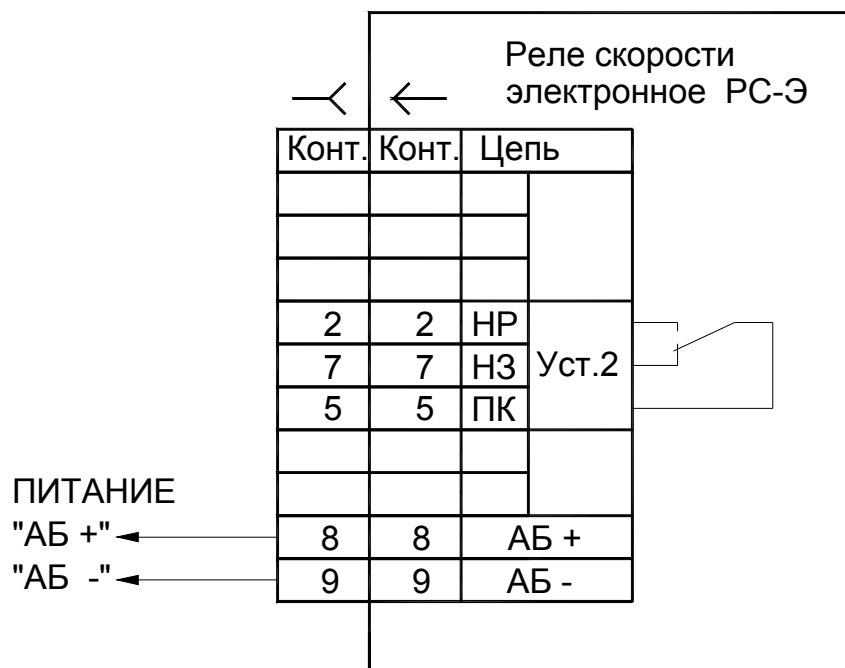 Реле скорости
электронное РС-Э
Конт. Конт. Цепь
2 2 НР
7 7 НЗ Уст.2
5 5 ПК
ПИТАНИЕ
"АБ +" 8 8 АБ +
"АБ -" 9 9 АБ -